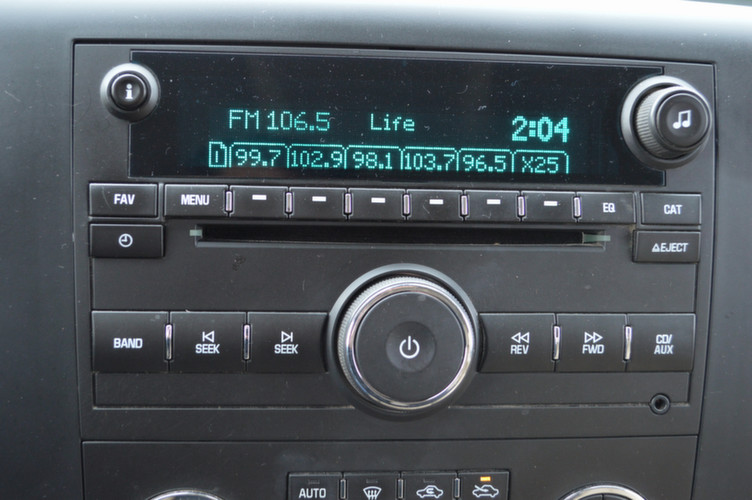 i
FM 106.5 Life 2:04
1 99.7 102.9 98.1 103.7 96.5 X25
FAV MENU EQ CAT
EJECT
BAND SEEK SEEK REV FWD CD/
AUX
AUTO